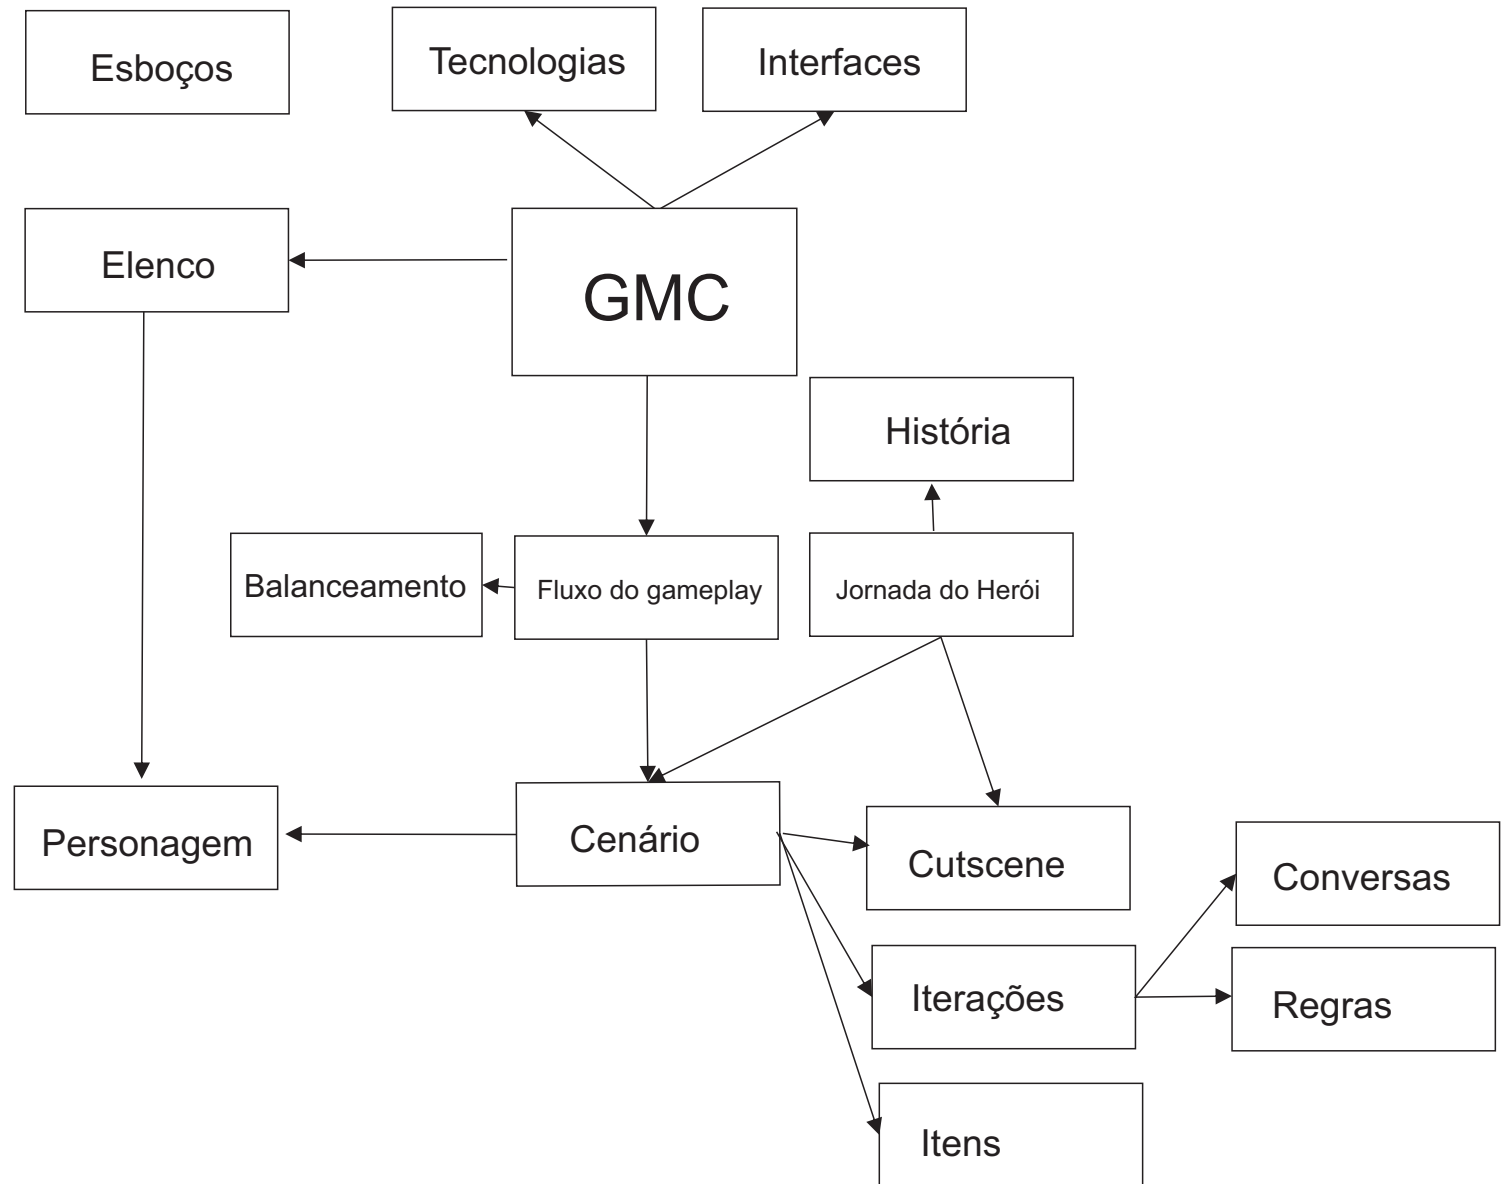 Esboços
Tecnologias
Interfaces
Elenco
GMC
História
Balanceamento
Fluxo do gameplay
Jornada do Herói
Personagem
Cenário
Cutscene
Conversas
Iterações
Regras
Itens